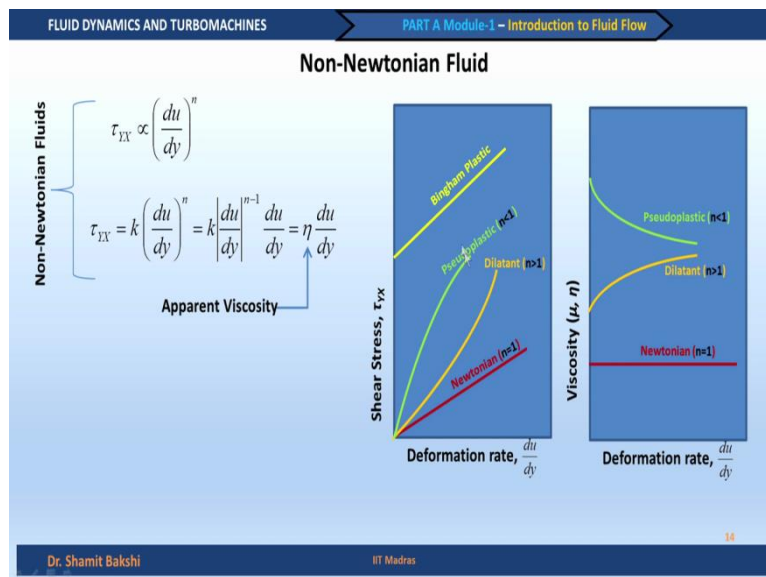 FLUID DYNAMICS AND TURBOMACHINES
PART A Module-1 – Introduction to Fluid Flow
Non-Newtonian Fluid
Non-Newtonian Fluids
τ_YX ∝ (du/dy)^n
τ_YX = k (du/dy)^n = k |du/dy|^(n-1) du/dy = η du/dy
Apparent Viscosity
Shear Stress, τ_YX
Bingham Plastic
Pseudoplastic (n<1)
Dilatant (n>1)
Newtonian (n=1)
Deformation rate, du/dy
Viscosity (μ, η)
Pseudoplastic (n<1)
Dilatant (n>1)
Newtonian (n=1)
Deformation rate, du/dy
14
Dr. Shamit Bakshi
IIT Madras